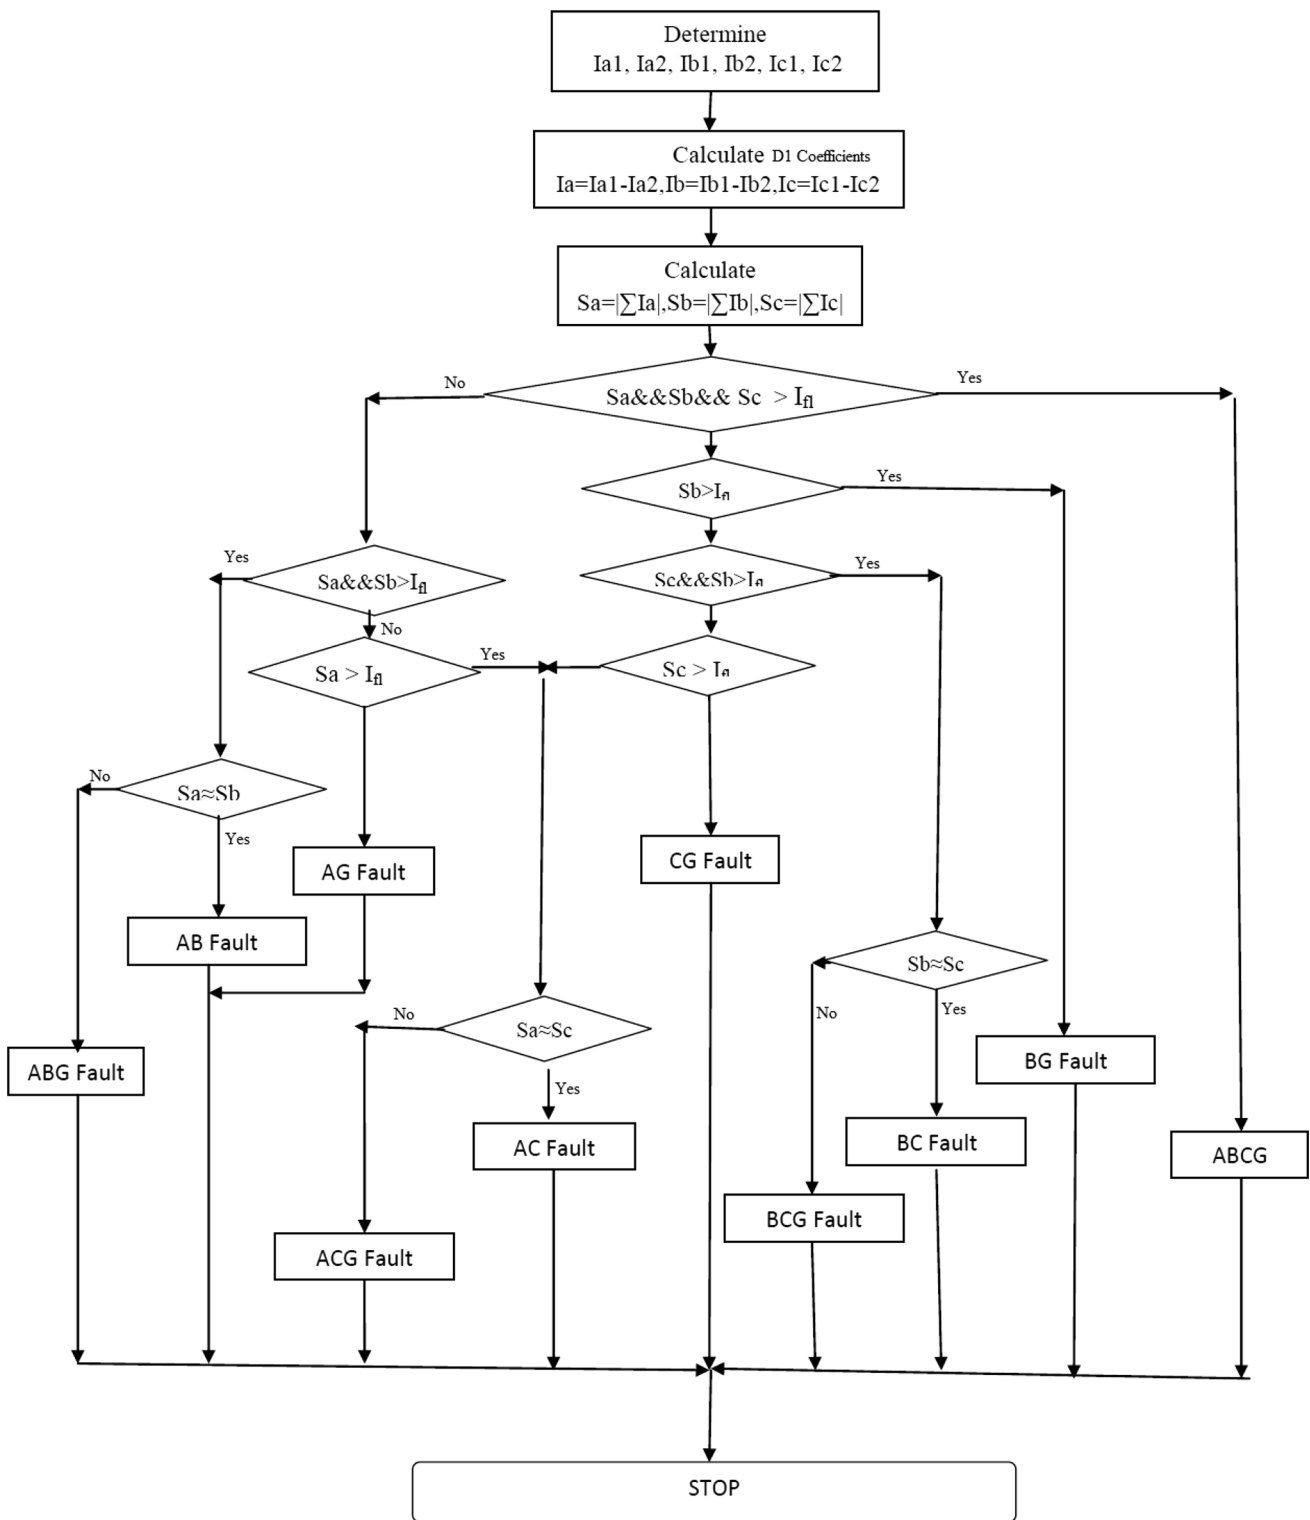 Determine
Ia1, Ia2, Ib1, Ib2, Ic1, Ic2
Calculate D1 Coefficients
Ia=Ia1-Ia2,Ib=Ib1-Ib2,Ic=Ic1-Ic2
Calculate
Sa=|∑Ia|,Sb=|∑Ib|,Sc=|∑Ic|
No
Yes
Sa&&Sb&& Sc > Ifl
Sb>Ifl
Yes
Yes
Sa&&Sb>Ifl
Sc&&Sb>Ifl
Yes
No
Sa > Ifl
Yes
Sc > Ifl
No
Sa≈Sb
Yes
AG Fault
CG Fault
AB Fault
Sb≈Sc
No
Yes
No
Sa≈Sc
Yes
ABG Fault
BG Fault
AC Fault
BC Fault
ABCG
BCG Fault
ACG Fault
STOP